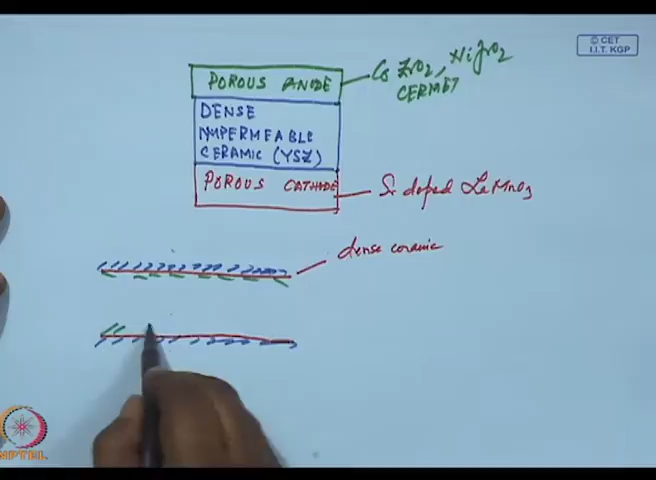 © CET
I.I.T. KGP
POROUS ANODE
Co ZrO2, Ni ZrO2
CERMET
DENSE
IMPERMEABLE
CERAMIC (YSZ)
POROUS CATHODE
Sr doped LaMnO3
dense ceramic
NPTEL